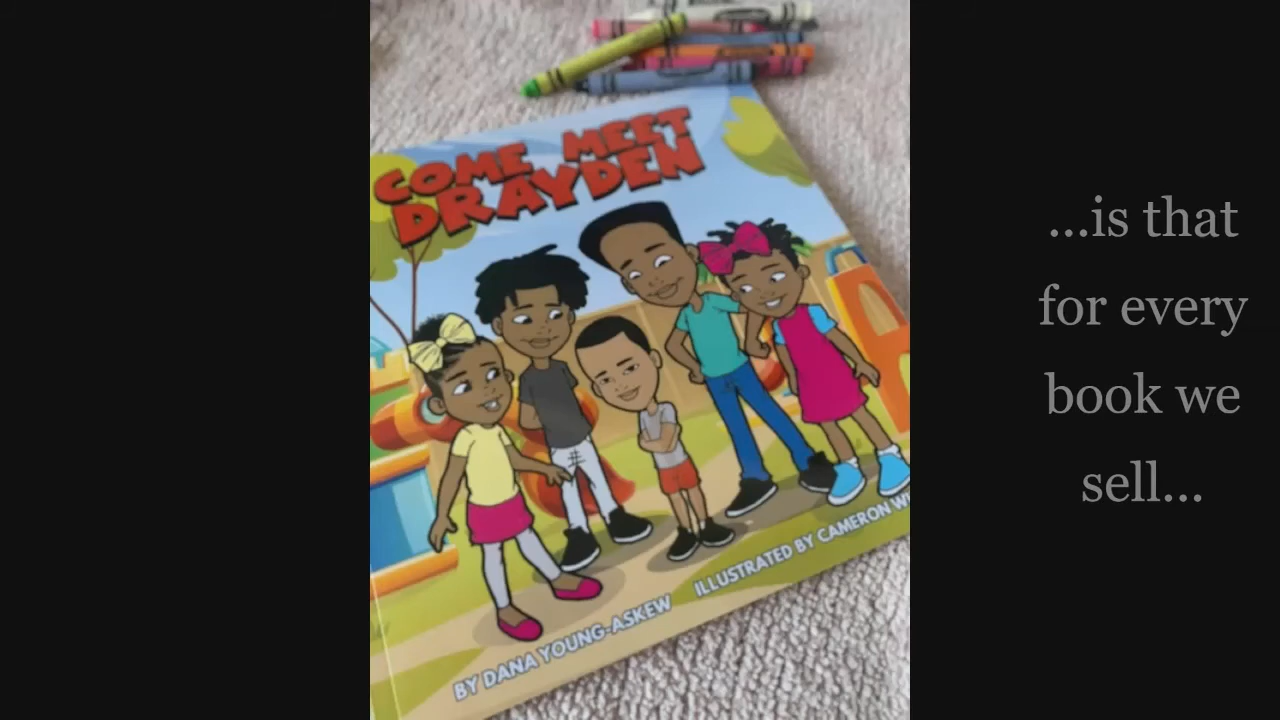 COME MEET
DRAYDEN
BY DANA YOUNG-ASKEW
ILLUSTRATED BY CAMERON
...is that
for every
book we
sell...